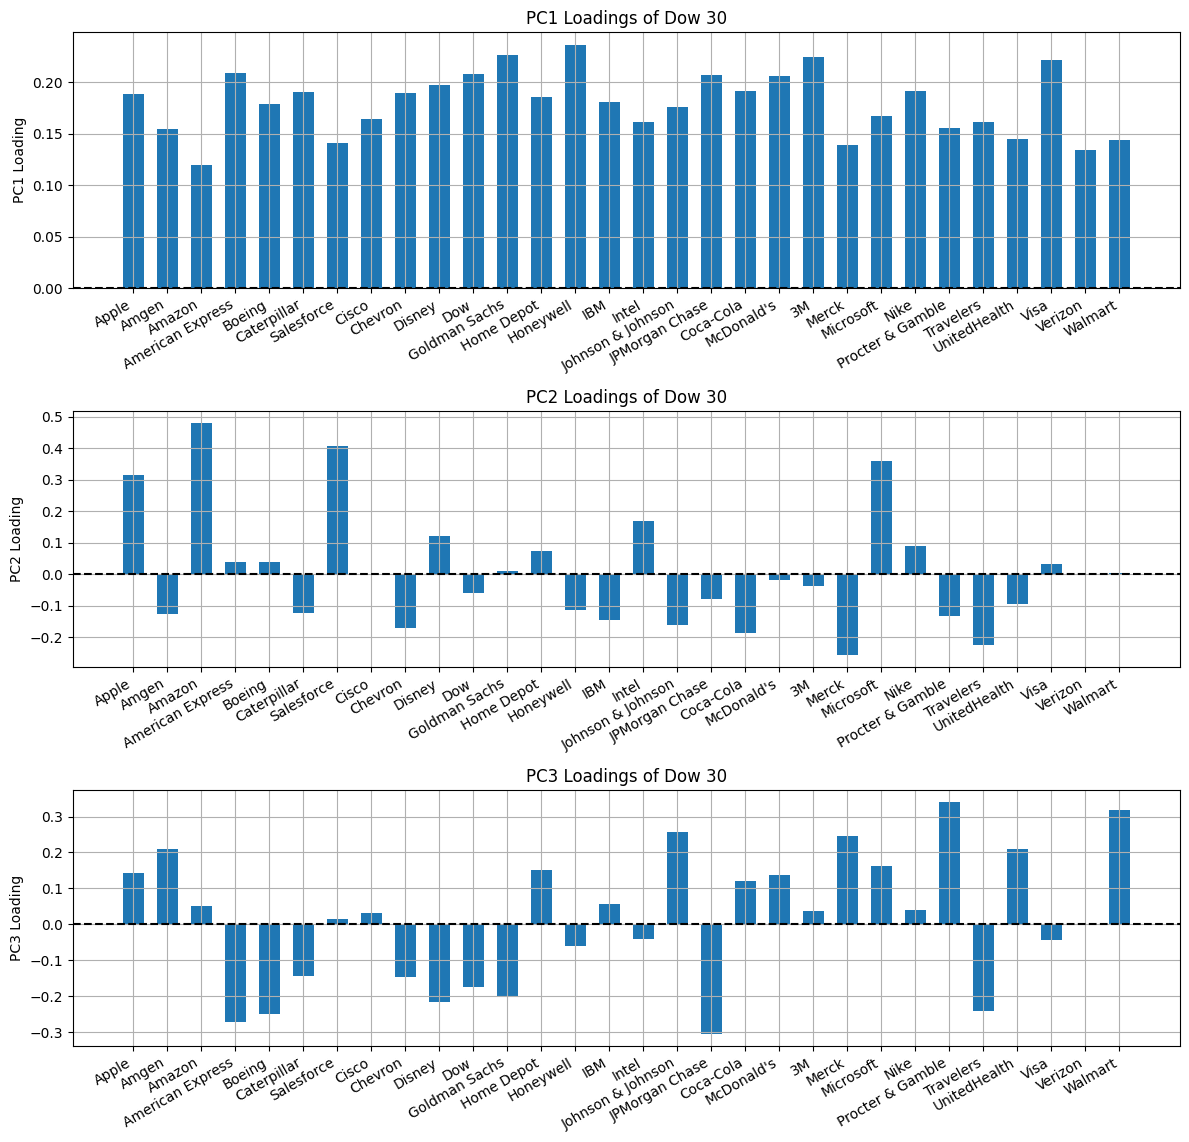 PC1 Loadings of Dow 30
PC1 Loading
0.20
0.15
0.10
0.05
0.00
Apple
Amgen
Amazon
American Express
Boeing
Caterpillar
Salesforce
Cisco
Chevron
Disney
Dow
Goldman Sachs
Home Depot
Honeywell
IBM
Intel
Johnson & Johnson
JPMorgan Chase
Coca-Cola
McDonald's
3M
Merck
Microsoft
Nike
Procter & Gamble
Travelers
UnitedHealth
Visa
Verizon
Walmart
PC2 Loadings of Dow 30
PC2 Loading
0.5
0.4
0.3
0.2
0.1
0.0
−0.1
−0.2
Apple
Amgen
Amazon
American Express
Boeing
Caterpillar
Salesforce
Cisco
Chevron
Disney
Dow
Goldman Sachs
Home Depot
Honeywell
IBM
Intel
Johnson & Johnson
JPMorgan Chase
Coca-Cola
McDonald's
3M
Merck
Microsoft
Nike
Procter & Gamble
Travelers
UnitedHealth
Visa
Verizon
Walmart
PC3 Loadings of Dow 30
PC3 Loading
0.3
0.2
0.1
0.0
−0.1
−0.2
−0.3
Apple
Amgen
Amazon
American Express
Boeing
Caterpillar
Salesforce
Cisco
Chevron
Disney
Dow
Goldman Sachs
Home Depot
Honeywell
IBM
Intel
Johnson & Johnson
JPMorgan Chase
Coca-Cola
McDonald's
3M
Merck
Microsoft
Nike
Procter & Gamble
Travelers
UnitedHealth
Visa
Verizon
Walmart